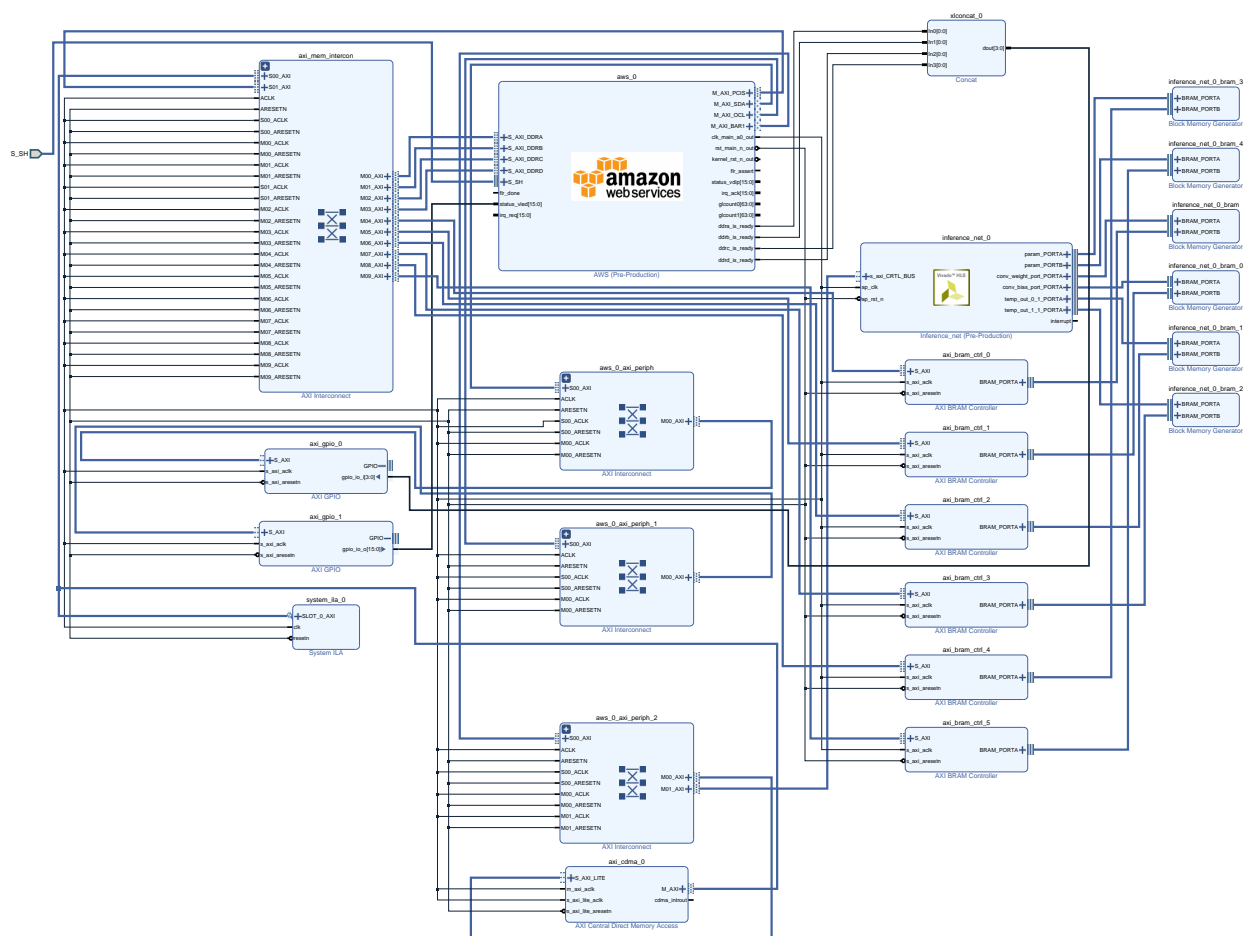 xlconcat_0
In0[0:0]
In1[0:0]
In2[0:0]
In3[0:0]
dout[3:0]
Concat
axi_mem_intercon
S00_AXI
S01_AXI
ACLK
ARESETN
S00_ACLK
S00_ARESETN
M00_ACLK
M00_ARESETN
M01_ACLK
M01_ARESETN
S01_ACLK
S01_ARESETN
M02_ACLK
M02_ARESETN
M03_ACLK
M03_ARESETN
M04_ACLK
M04_ARESETN
M05_ACLK
M05_ARESETN
M06_ACLK
M06_ARESETN
M07_ACLK
M07_ARESETN
M08_ACLK
M08_ARESETN
M09_ACLK
M09_ARESETN
M00_AXI
M01_AXI
M02_AXI
M03_AXI
M04_AXI
M05_AXI
M06_AXI
M07_AXI
M08_AXI
M09_AXI
AXI Interconnect
S_SH
aws_0
S_AXI_DDRA
S_AXI_DDRB
S_AXI_DDRC
S_AXI_DDRD
S_SH
flr_done
status_vled[15:0]
irq_req[15:0]
amazon
web services
M_AXI_PCIS
M_AXI_SDA
M_AXI_OCL
M_AXI_BAR1
clk_main_a0_out
rst_main_n_out
kernel_rst_n_out
flr_assert
status_vdip[15:0]
irq_ack[15:0]
glcount0[63:0]
glcount1[63:0]
ddra_is_ready
ddrb_is_ready
ddrc_is_ready
ddrd_is_ready
AWS (Pre-Production)
inference_net_0
s_axi_CRTL_BUS
ap_clk
ap_rst_n
Vivado™ HLS
param_PORTA
param_PORTB
conv_weight_port_PORTA
conv_bias_port_PORTA
temp_out_0_1_PORTA
temp_out_1_1_PORTA
interrupt
Inference_net (Pre-Production)
inference_net_0_bram_3
BRAM_PORTA
BRAM_PORTB
Block Memory Generator
inference_net_0_bram_4
BRAM_PORTA
BRAM_PORTB
Block Memory Generator
inference_net_0_bram
BRAM_PORTA
BRAM_PORTB
Block Memory Generator
inference_net_0_bram_0
BRAM_PORTA
BRAM_PORTB
Block Memory Generator
inference_net_0_bram_1
BRAM_PORTA
BRAM_PORTB
Block Memory Generator
inference_net_0_bram_2
BRAM_PORTA
BRAM_PORTB
Block Memory Generator
axi_bram_ctrl_0
S_AXI
s_axi_aclk
s_axi_aresetn
BRAM_PORTA
AXI BRAM Controller
axi_bram_ctrl_1
S_AXI
s_axi_aclk
s_axi_aresetn
BRAM_PORTA
AXI BRAM Controller
axi_bram_ctrl_2
S_AXI
s_axi_aclk
s_axi_aresetn
BRAM_PORTA
AXI BRAM Controller
axi_bram_ctrl_3
S_AXI
s_axi_aclk
s_axi_aresetn
BRAM_PORTA
AXI BRAM Controller
axi_bram_ctrl_4
S_AXI
s_axi_aclk
s_axi_aresetn
BRAM_PORTA
AXI BRAM Controller
axi_bram_ctrl_5
S_AXI
s_axi_aclk
s_axi_aresetn
BRAM_PORTA
AXI BRAM Controller
aws_0_axi_periph
S00_AXI
ACLK
ARESETN
S00_ACLK
S00_ARESETN
M00_ACLK
M00_ARESETN
M00_AXI
AXI Interconnect
axi_gpio_0
S_AXI
s_axi_aclk
s_axi_aresetn
GPIO
gpio_io_i[3:0]
AXI GPIO
axi_gpio_1
S_AXI
s_axi_aclk
s_axi_aresetn
GPIO
gpio_io_o[15:0]
AXI GPIO
aws_0_axi_periph_1
S00_AXI
ACLK
ARESETN
S00_ACLK
S00_ARESETN
M00_ACLK
M00_ARESETN
M00_AXI
AXI Interconnect
system_ila_0
SLOT_0_AXI
clk
resetn
System ILA
aws_0_axi_periph_2
S00_AXI
ACLK
ARESETN
S00_ACLK
S00_ARESETN
M00_ACLK
M00_ARESETN
M01_ACLK
M01_ARESETN
M00_AXI
M01_AXI
AXI Interconnect
axi_cdma_0
S_AXI_LITE
m_axi_aclk
s_axi_lite_aclk
s_axi_lite_aresetn
M_AXI
cdma_introut
AXI Central Direct Memory Access